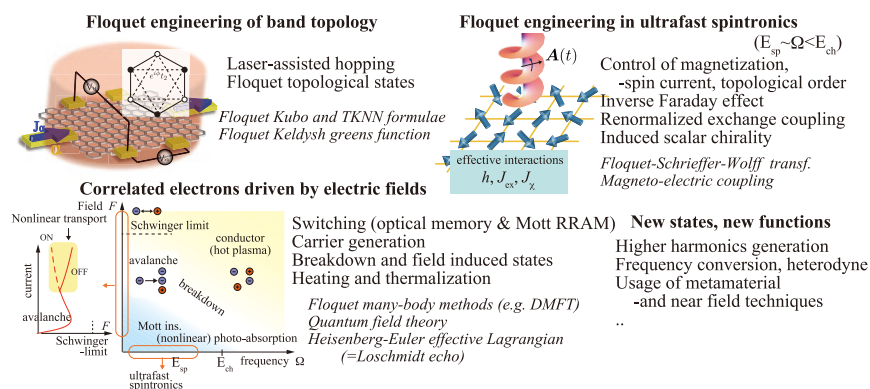 Floquet engineering of band topology
e^{iϕ}t₂
Jα
0
Laser-assisted hopping
Floquet topological states
Floquet Kubo and TKNN formulae
Floquet Keldysh greens function
Floquet engineering in ultrafast spintronics
A(t)
(E_sp~Ω<E_ch)
Control of magnetization,
-spin current, topological order
Inverse Faraday effect
Renormalized exchange coupling
Induced scalar chirality
Floquet-Schrieffer-Wolff transf.
Magneto-electric coupling
effective interactions
h, J_ex, J_χ
Correlated electrons driven by electric fields
Nonlinear transport
ON
OFF
current
avalanche
F
Schwinger
-limit
Field F
Schwinger limit
avalanche
conductor
(hot plasma)
breakdown
Mott ins.
(nonlinear) photo-absorption
E_sp
E_ch
frequency Ω
ultrafast
spintronics
Switching (optical memory & Mott RRAM)
Carrier generation
Breakdown and field induced states
Heating and thermalization
Floquet many-body methods (e.g. DMFT)
Quantum field theory
Heisenberg-Euler effective Lagrangian
(=Loschmidt echo)
New states, new functions
Higher harmonics generation
Frequency conversion, heterodyne
Usage of metamaterial
-and near field techniques
..